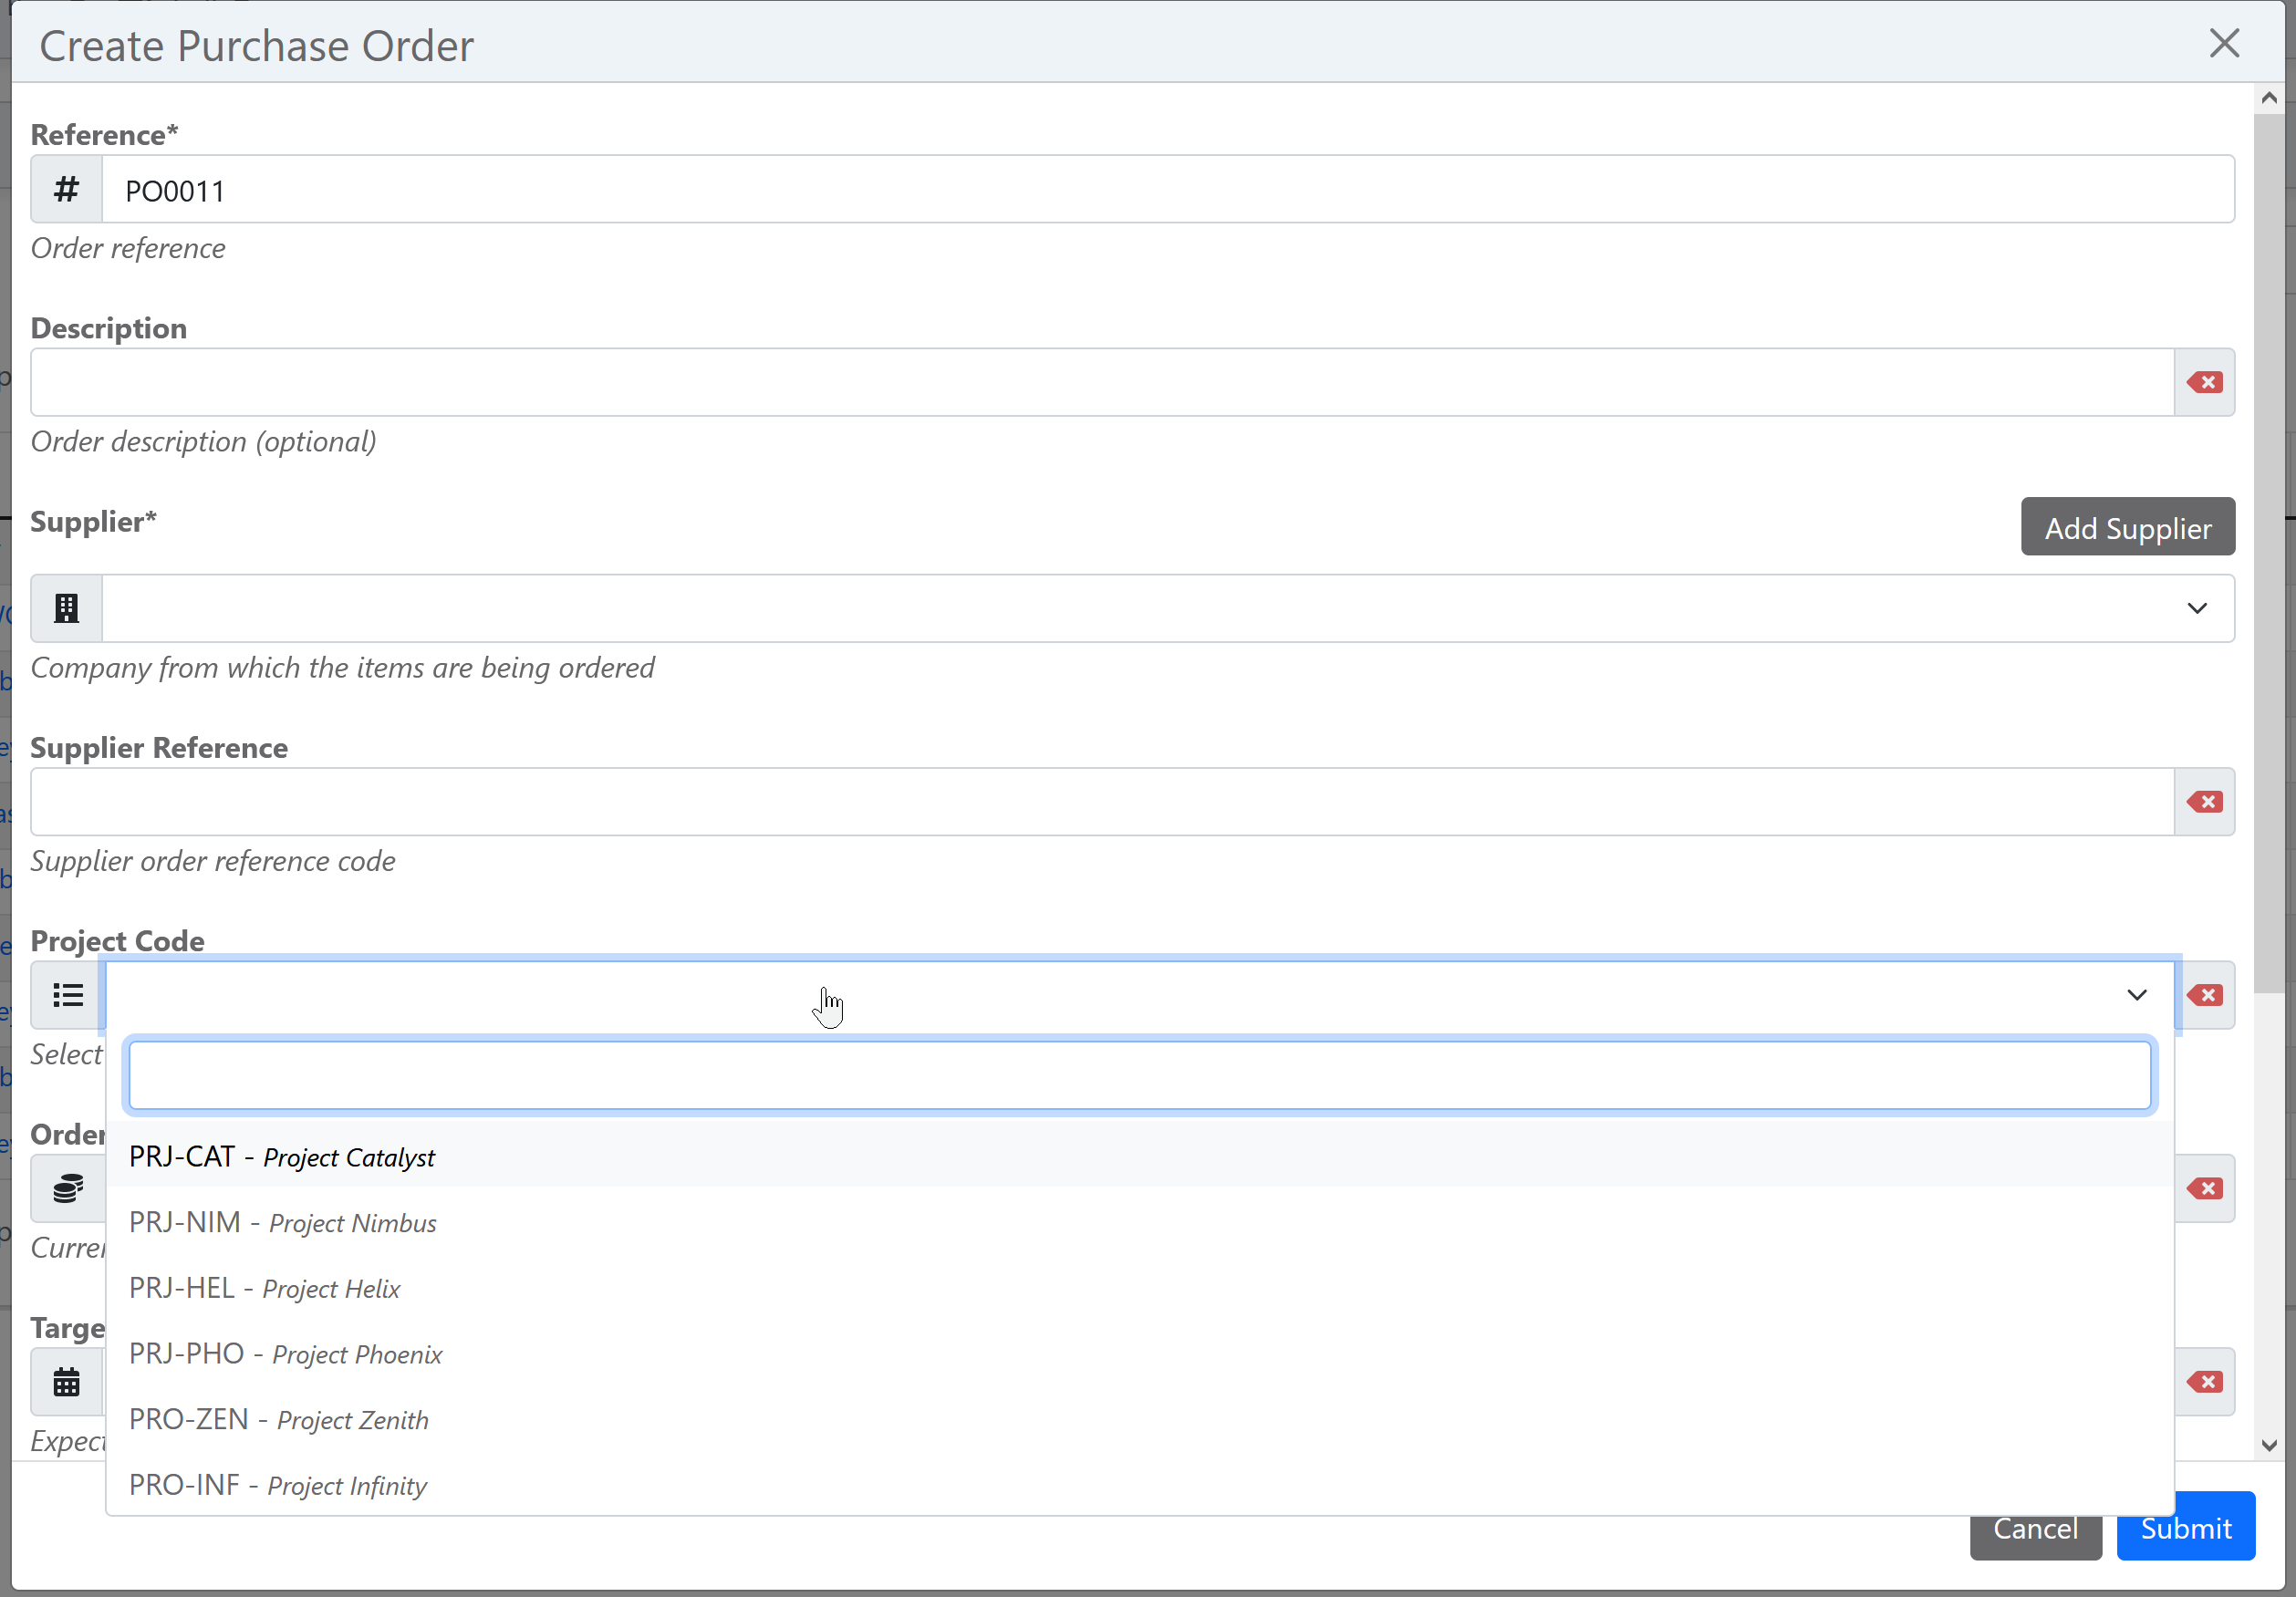 Create Purchase Order
Reference*
PO0011
Order reference
Description
Order description (optional)
Supplier*
Add Supplier
Company from which the items are being ordered
Supplier Reference
Supplier order reference code
Project Code
Select
PRJ-CAT - Project Catalyst
Order
PRJ-NIM - Project Nimbus
PRJ-HEL - Project Helix
PRJ-PHO - Project Phoenix
PRO-ZEN - Project Zenith
PRO-INF - Project Infinity
Cancel
Submit